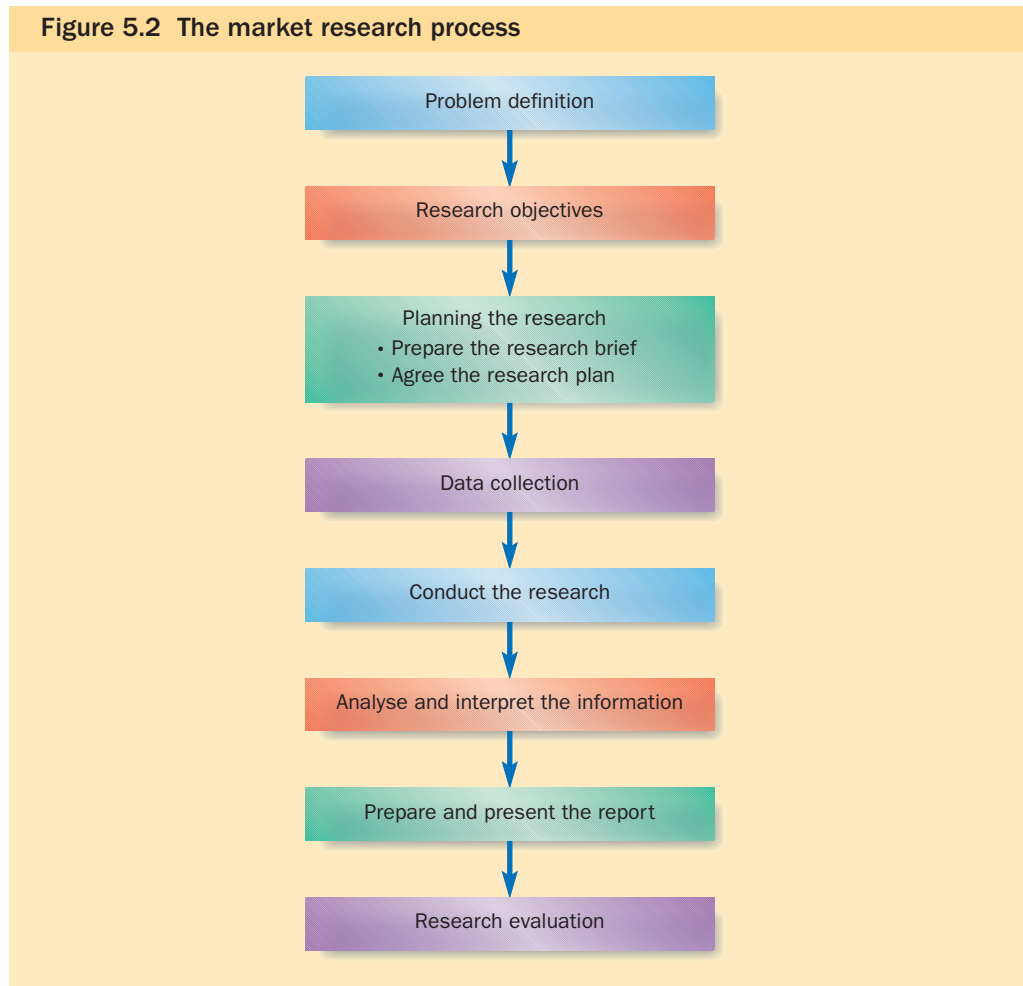 Figure 5.2 The market research process
Problem definition
Research objectives
Planning the research
• Prepare the research brief
• Agree the research plan
Data collection
Conduct the research
Analyse and interpret the information
Prepare and present the report
Research evaluation